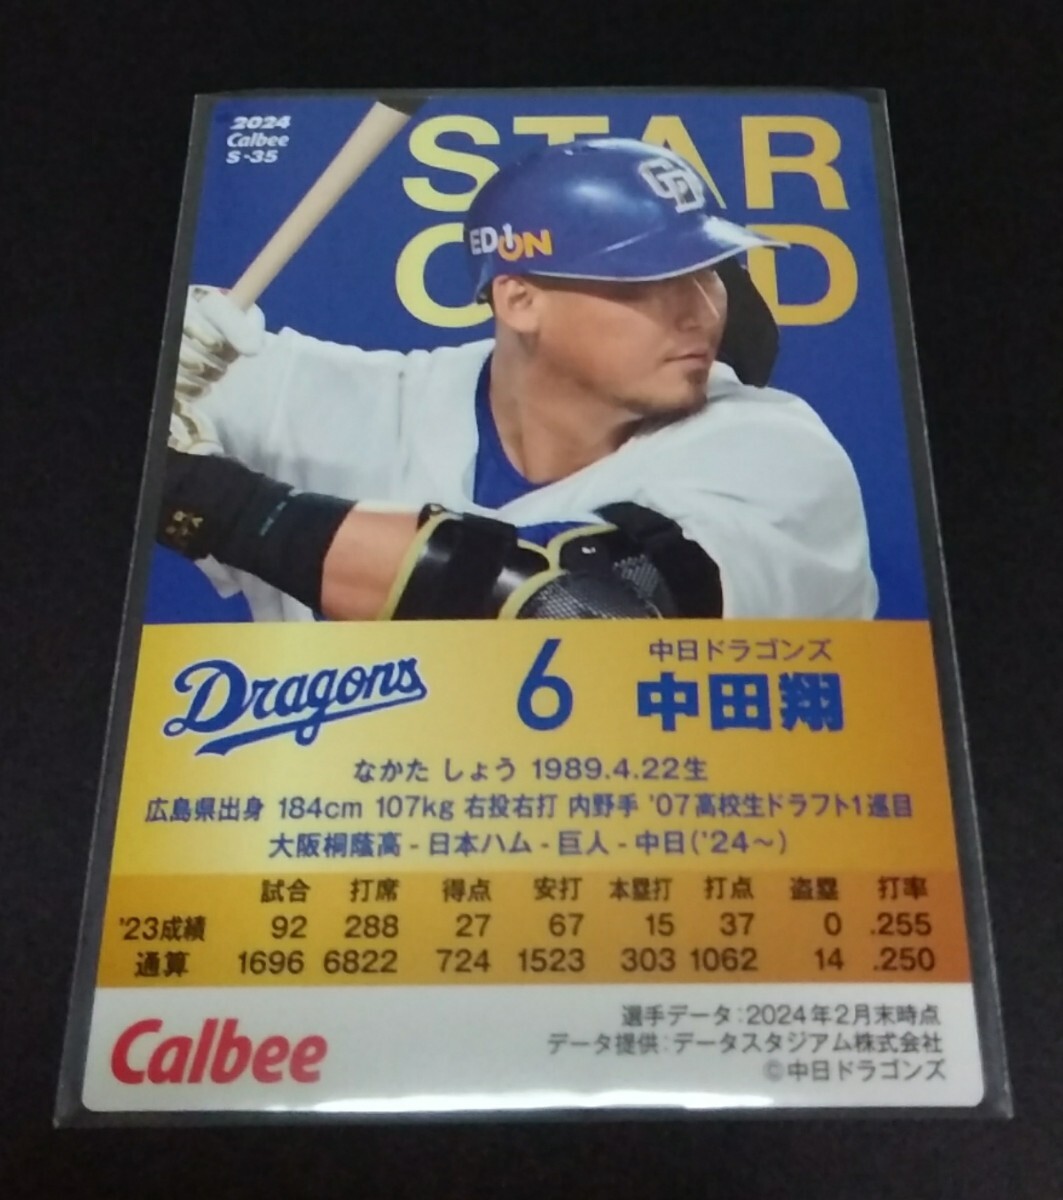 2024
Calbee
S-35
STAR
C D
CD
EDION
Dragons
6
中日ドラゴンズ
中田翔
なかた しょう 1989.4.22生
広島県出身 184cm 107kg 右投右打 内野手 '07高校生ドラフト1巡目
大阪桐蔭高 - 日本ハム - 巨人 - 中日('24~)
試合 打席 得点 安打 本塁打 打点 盗塁 打率
'23成績 92 288 27 67 15 37 0 .255
通算 1696 6822 724 1523 303 1062 14 .250
Calbee
選手データ:2024年2月末時点
データ提供:データスタジアム株式会社
©中日ドラゴンズ